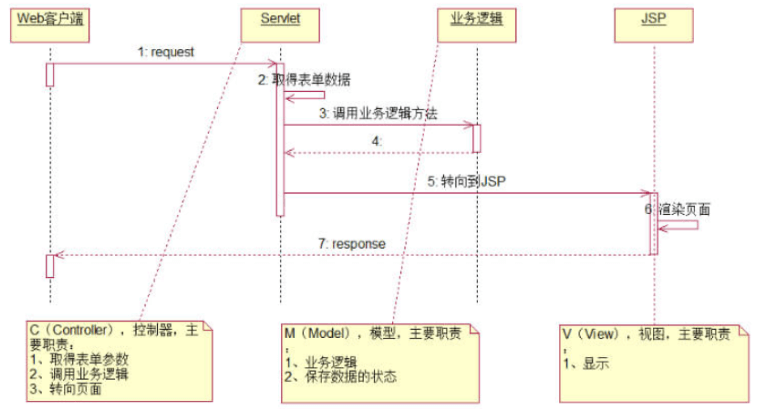 Web客户端
Servlet
业务逻辑
JSP
1: request
2: 取得表单数据
3: 调用业务逻辑方法
4:
5: 转向到JSP
6: 渲染页面
7: response
C（Controller），控制器，主
要职责：
1、取得表单参数
2、调用业务逻辑
3、转向页面
M（Model），模型，主要职责
：
1、业务逻辑
2、保存数据的状态
V（View），视图，主要职责
：
1、显示